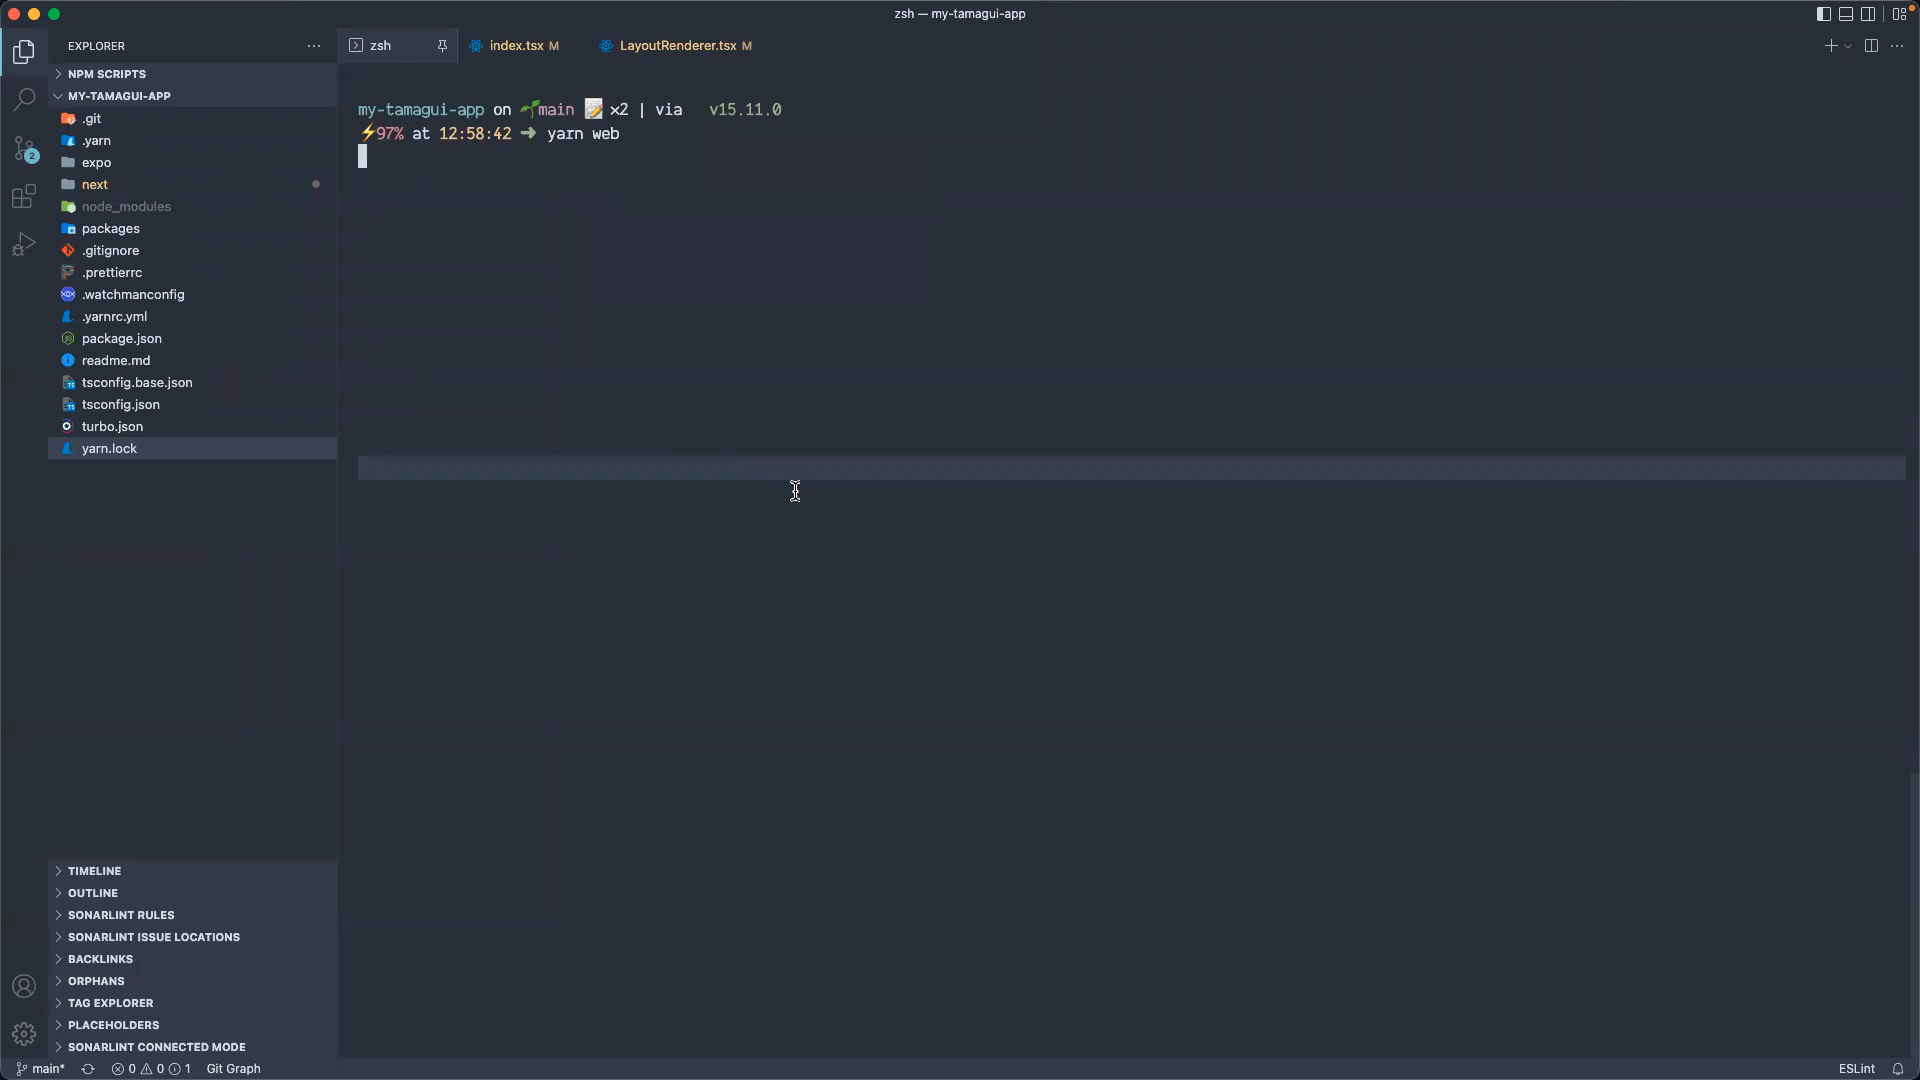 zsh — my-tamagui-app
EXPLORER
NPM SCRIPTS
MY-TAMAGUI-APP
.git
.yarn
expo
next
node_modules
packages
.gitignore
.prettierrc
.watchmanconfig
.yarnrc.yml
package.json
readme.md
tsconfig.base.json
tsconfig.json
turbo.json
yarn.lock
TIMELINE
OUTLINE
SONARLINT RULES
SONARLINT ISSUE LOCATIONS
BACKLINKS
ORPHANS
TAG EXPLORER
PLACEHOLDERS
SONARLINT CONNECTED MODE
2
zsh
index.tsx M
LayoutRenderer.tsx M
my-tamagui-app on 🌱main 📝 ×2 | via v15.11.0
⚡97% at 12:58:42 ➜ yarn web
main* 0 0 1 Git Graph
ESLint